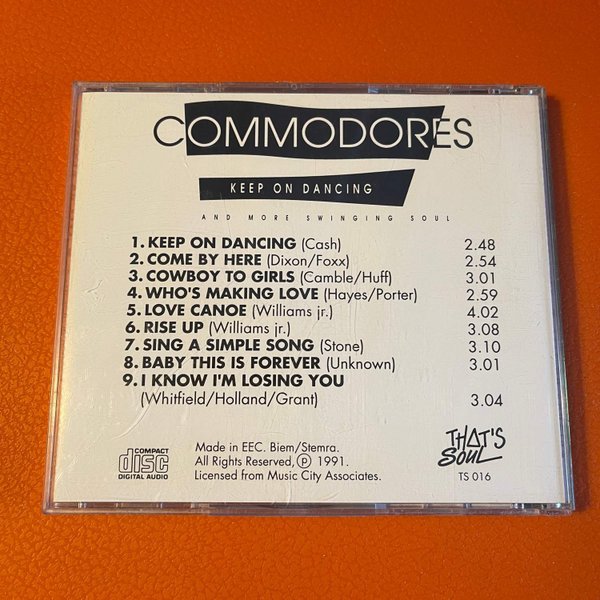 COMMODORES
KEEP ON DANCING
AND MORE SWINGING SOUL
1. KEEP ON DANCING (Cash) 2.48
2. COME BY HERE (Dixon/Foxx) 2.54
3. COWBOY TO GIRLS (Camble/Huff) 3.01
4. WHO'S MAKING LOVE (Hayes/Porter) 2.59
5. LOVE CANOE (Williams jr.) 4.02
6. RISE UP (Williams jr.) 3.08
7. SING A SIMPLE SONG (Stone) 3.10
8. BABY THIS IS FOREVER (Unknown) 3.01
9. I KNOW I'M LOSING YOU
(Whitfield/Holland/Grant) 3.04
COMPACT
disc
DIGITAL AUDIO
Made in EEC. Biem/Stemra.
All Rights Reserved, ℗ 1991.
Licensed from Music City Associates.
THAT'S
SOUL
TS 016